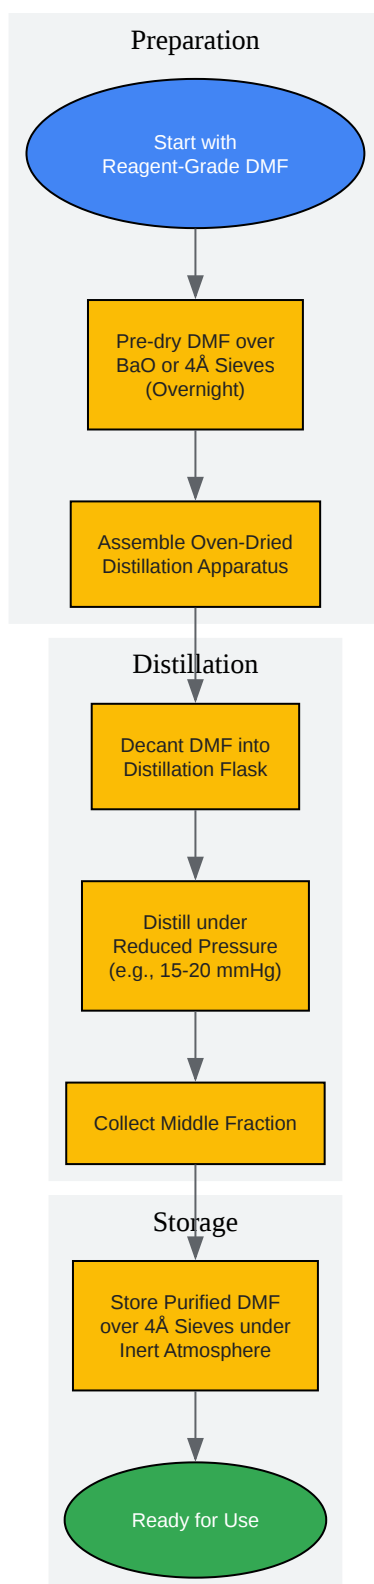 Preparation
Start with
Reagent-Grade DMF
Pre-dry DMF over
BaO or 4Å Sieves
(Overnight)
Assemble Oven-Dried
Distillation Apparatus
Distillation
Decant DMF into
Distillation Flask
Distill under
Reduced Pressure
(e.g., 15-20 mmHg)
Collect Middle Fraction
Storage
Store Purified DMF
over 4Å Sieves under
Inert Atmosphere
Ready for Use